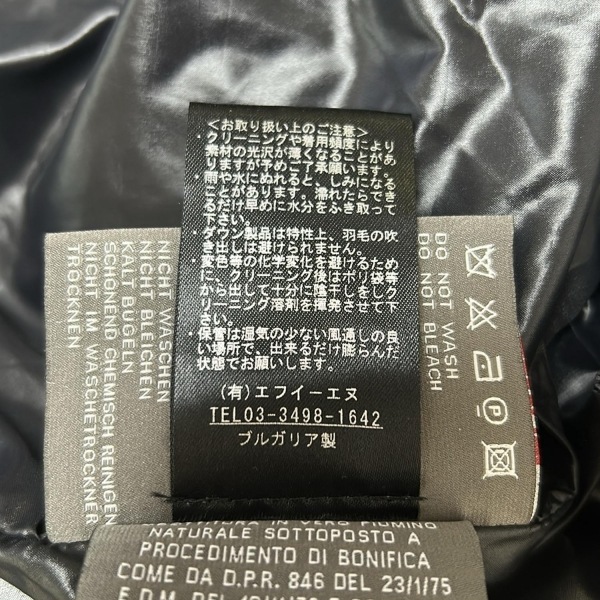 <お取り扱い上のご注意>
・クリーニングや着用頻度により
素材の光沢が薄くなることがあ
りますが予めご了承願います。
・雨や水にぬれると、しみになる
ことがあります。濡れたらでき
るだけ早めに水分をふき取って
下さい。
・ダウン製品は特性上、羽毛の吹
き出しは避けられません。
・変色等の化学変化を避けるため
に、クリーニング後はポリ袋等
から出して十分に陰干しをしク
リーニング溶剤を揮発させて下
さい。
・保管は湿気の少ない風通しの良
い場所で、出来るだけ膨らんだ
状態でお願いします。
(有)エフイーエヌ
TEL03-3498-1642
ブルガリア製
NICHT WASCHEN
NICHT BLEICHEN
KALT BUGELN
SCHONEND CHEMISCH REINIGEN
NICHT IM WASCHETROCKNER
TROCKNEN
DO NOT WASH
DO NOT BLEACH
P
IN VERO PIUMINO
NATURALE SOTTOPOSTO A
PROCEDIMENTO DI BONIFICA
COME DA D.P.R. 846 DEL 23/1/75